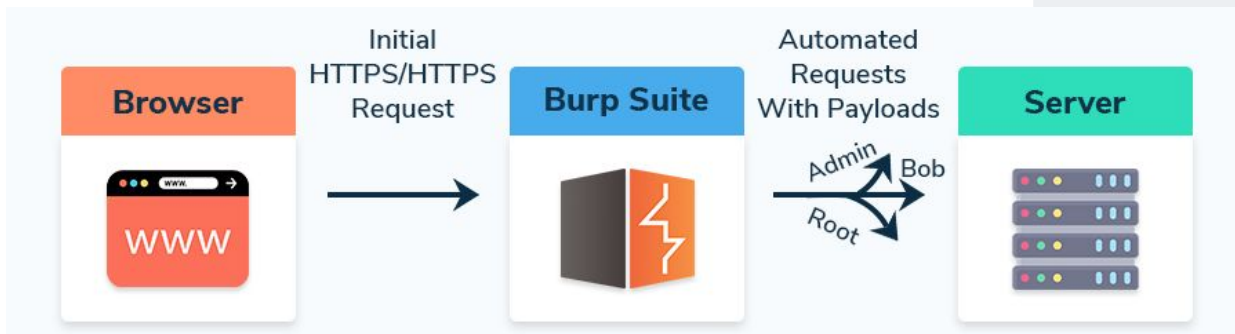 Browser
Initial
HTTPS/HTTPS
Request
Burp Suite
Automated
Requests
With Payloads
Server
Admin
Bob
Root
www.
WWW